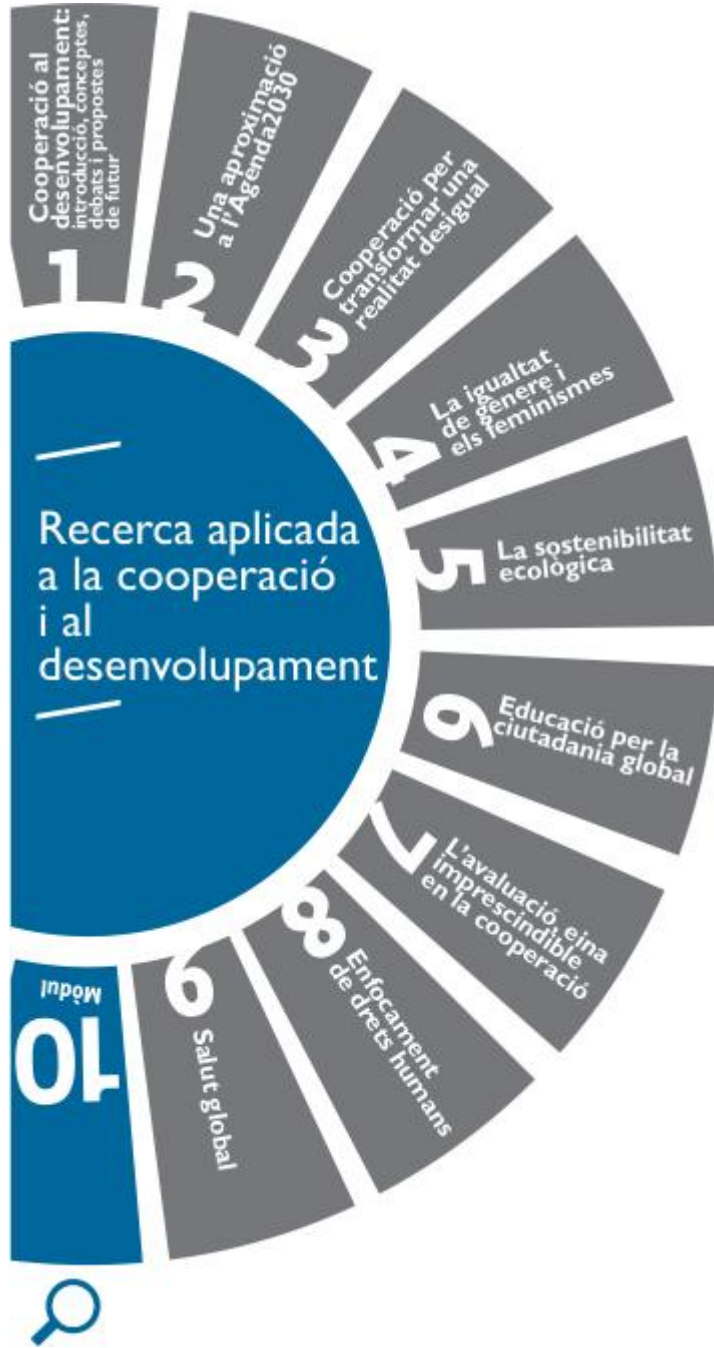 Cooperació al
desenvolupament:
introducció, conceptes,
debats i propostes
de futur
1
Una aproximació
a l'Agenda2030
2
Cooperació per
transformar una
realitat desigual
3
La igualtat
de gènere i
els feminismes
4
La sostenibilitat
ecològica
5
Educació per la
ciutadania global
6
L'avaluació, eina
imprescindible
en la cooperació
7
Enfocament
de drets humans
8
Salut global
9
Mòdul
10
Recerca aplicada
a la cooperació
i al
desenvolupament